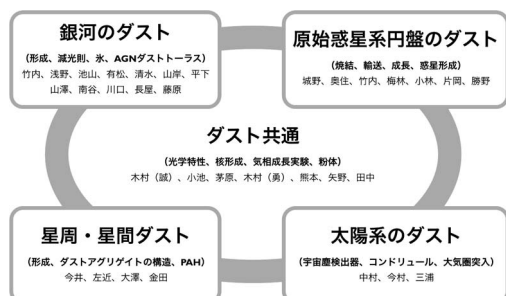 銀河のダスト
(形成、減光則、氷、AGNダストトーラス)
竹内、浅野、池山、有松、清水、山岸、平下
山澤、南谷、川口、長屋、藤原
原始惑星系円盤のダスト
(焼結、輸送、成長、惑星形成)
城野、奥住、竹内、梅林、小林、片岡、勝野
ダスト共通
(光学特性、核形成、気相成長実験、粉体)
木村(誠)、小池、茅原、木村(勇)、熊本、矢野、田中
星周・星間ダスト
(形成、ダストアグリゲイトの構造、PAH)
今井、左近、大澤、金田
太陽系のダスト
(宇宙塵検出器、コンドリュール、大気圏突入)
中村、今村、三浦